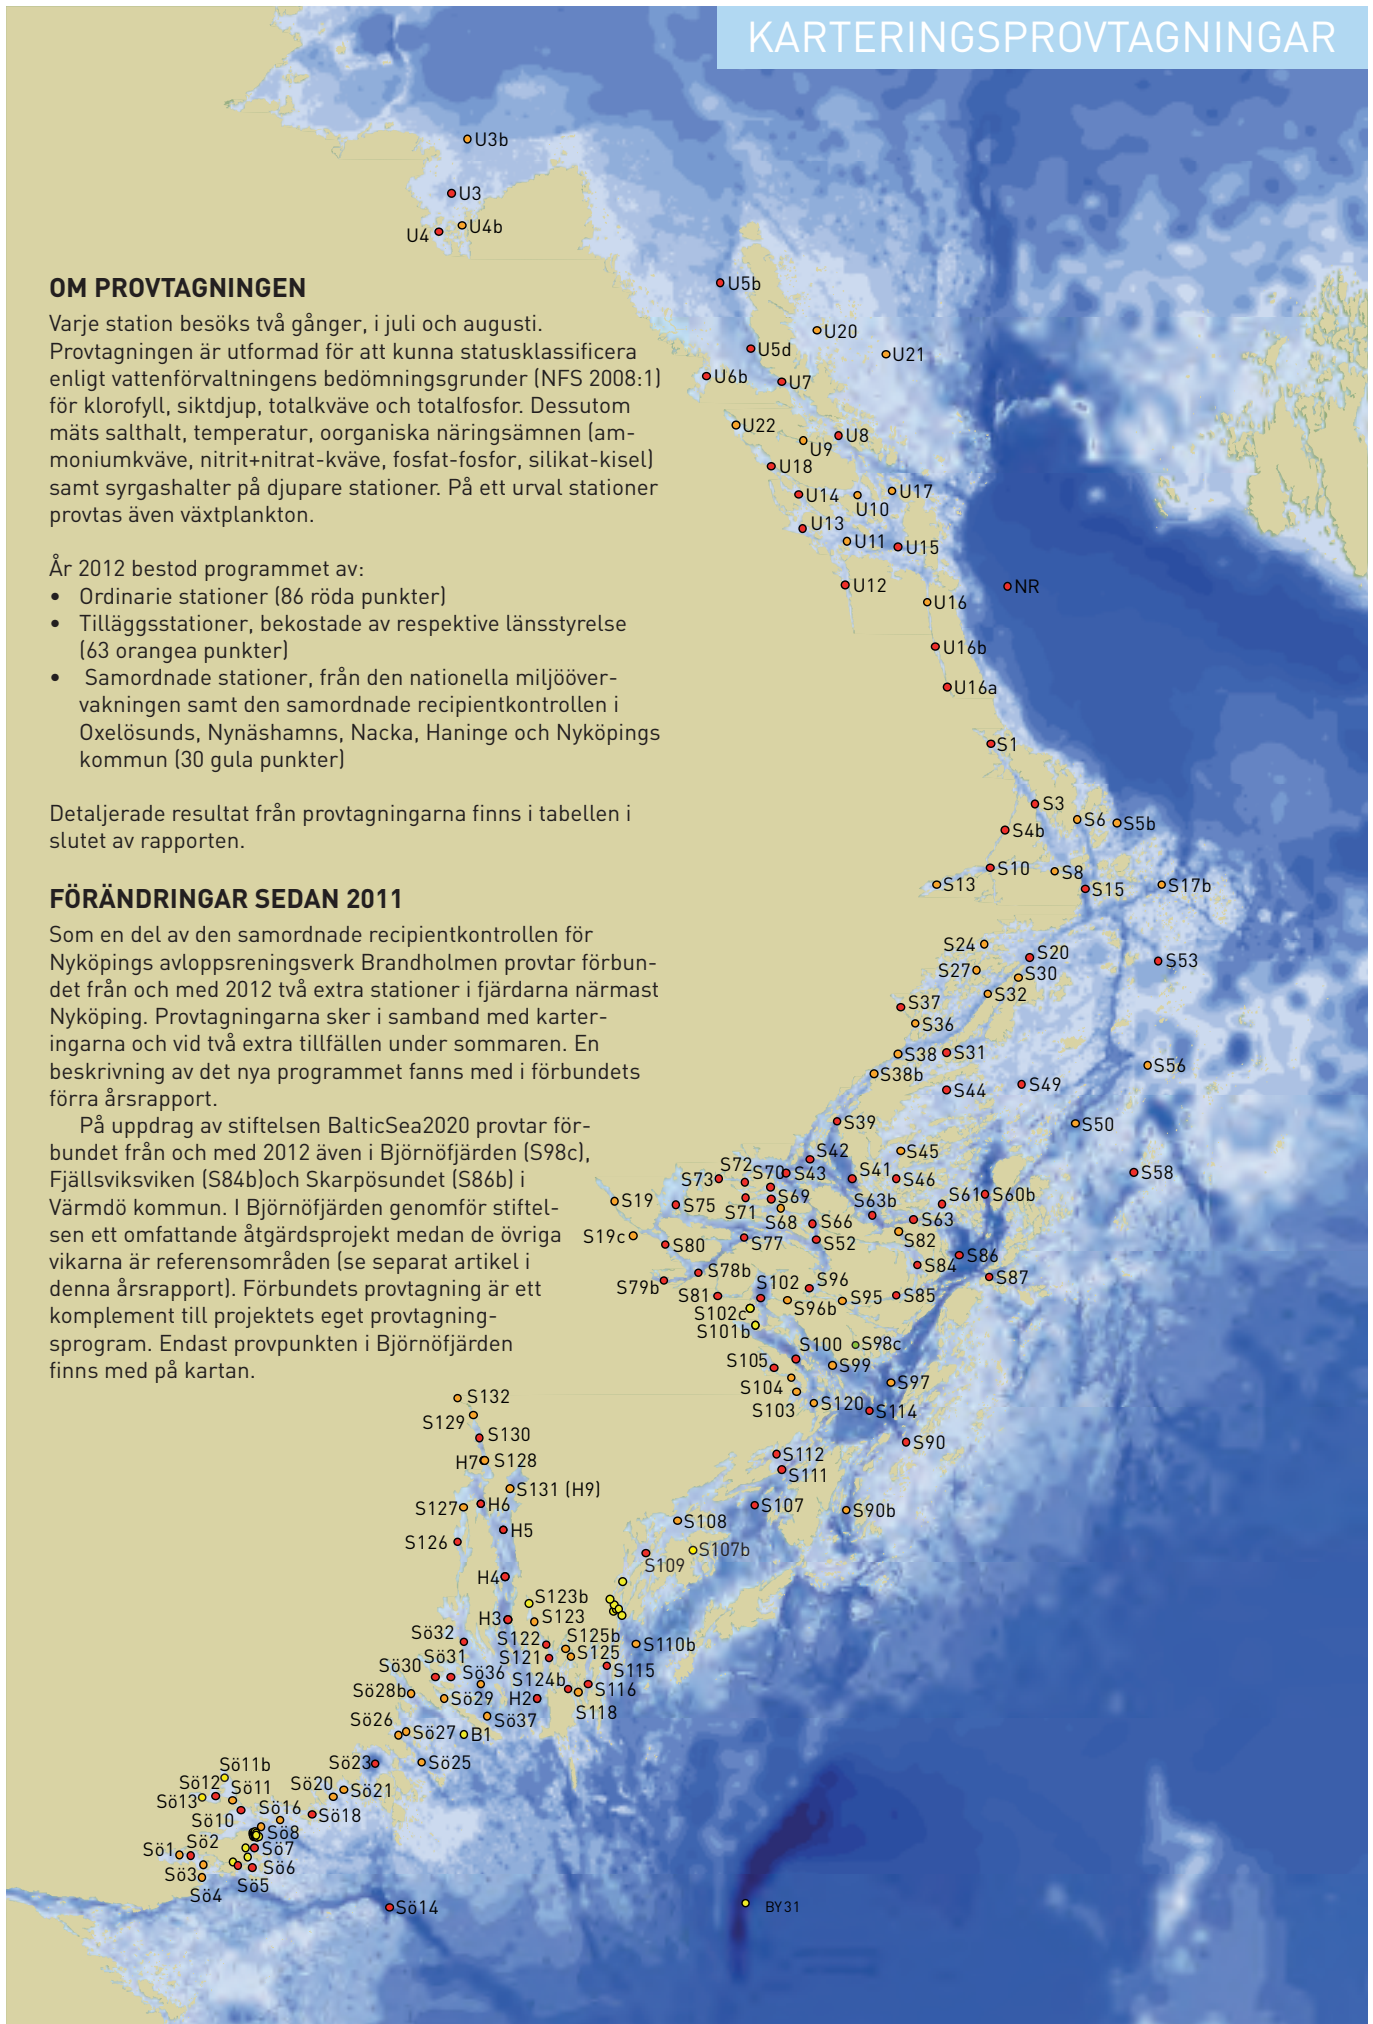 KARTERINGSPROVTAGNINGAR
U3b
U3
U4b
U4
OM PROVTAGNINGEN
Varje station besöks två gånger, i juli och augusti.
Provtagningen är utformad för att kunna statusklassificera
enligt vattenförvaltningens bedömningsgrunder (NFS 2008:1)
för klorofyll, siktdjup, totalkväve och totalfosfor. Dessutom
mäts salthalt, temperatur, oorganiska näringsämnen (am-
moniumkväve, nitrit+nitrat-kväve, fosfat-fosfor, silikat-kisel)
samt syrgashalter på djupare stationer. På ett urval stationer
provtas även växtplankton.
År 2012 bestod programmet av:
• Ordinarie stationer (86 röda punkter)
• Tilläggsstationer, bekostade av respektive länsstyrelse
(63 orangea punkter)
• Samordnade stationer, från den nationella miljööver-
vakningen samt den samordnade recipientkontrollen i
Oxelösunds, Nynäshamns, Nacka, Haninge och Nyköpings
kommun (30 gula punkter)
Detaljerade resultat från provtagningarna finns i tabellen i
slutet av rapporten.
FÖRÄNDRINGAR SEDAN 2011
Som en del av den samordnade recipientkontrollen för
Nyköpings avloppsreningsverk Brandholmen provtar förbun-
det från och med 2012 två extra stationer i fjärdarna närmast
Nyköping. Provtagningarna sker i samband med karter-
ingarna och vid två extra tillfällen under sommaren. En
beskrivning av det nya programmet fanns med i förbundets
förra årsrapport.
På uppdrag av stiftelsen BalticSea2020 provtar för-
bundet från och med 2012 även i Björnöfjärden (S98c),
Fjällsviksviken (S84b)och Skarpösundet (S86b) i
Värmdö kommun. I Björnöfjärden genomför stiftel-
sen ett omfattande åtgärdsprojekt medan de övriga
vikarna är referensområden (se separat artikel i
denna årsrapport). Förbundets provtagning är ett
komplement till projektets eget provtagning-
sprogram. Endast provpunkten i Björnöfjärden
finns med på kartan.
U5b
U20
U5d
U21
U6b
U7
U22
U8
U9
U18
U14
U17
U10
U13
U11
U15
U12
NR
U16
U16b
U16a
S1
S3
S6
S5b
S4b
S10
S8
S13
S15
S17b
S24
S20
S53
S27
S30
S32
S37
S36
S38
S31
S56
S38b
S49
S44
S39
S50
S42
S45
S72
S70
S43
S41
S58
S73
S46
S19
S75
S69
S61
S60b
S71
S63b
S68
S66
S63
S19c
S77
S52
S82
S80
S86
S84
S78b
S87
S79b
S102
S96
S81
S95
S85
S96b
S102c
S101b
S100
S98c
S105
S99
S104
S97
S103
S120
S114
S132
S129
S130
S90
H7
S128
S112
S111
S131 (H9)
S127
H6
S107
S90b
S108
H5
S126
S107b
S109
H4
S123b
H3
S123
Sö32
S122
S125b
S110b
Sö31
S121
S125
Sö30
Sö36
S115
S124b
Sö28b
Sö29
H2
S116
S118
Sö26
Sö37
Sö27
B1
Sö23
Sö25
Sö11b
Sö12
Sö11
Sö20
Sö21
Sö13
Sö16
Sö18
Sö10
Sö8
Sö2
Sö1
Sö7
Sö6
Sö3
Sö5
Sö4
Sö14
BY31